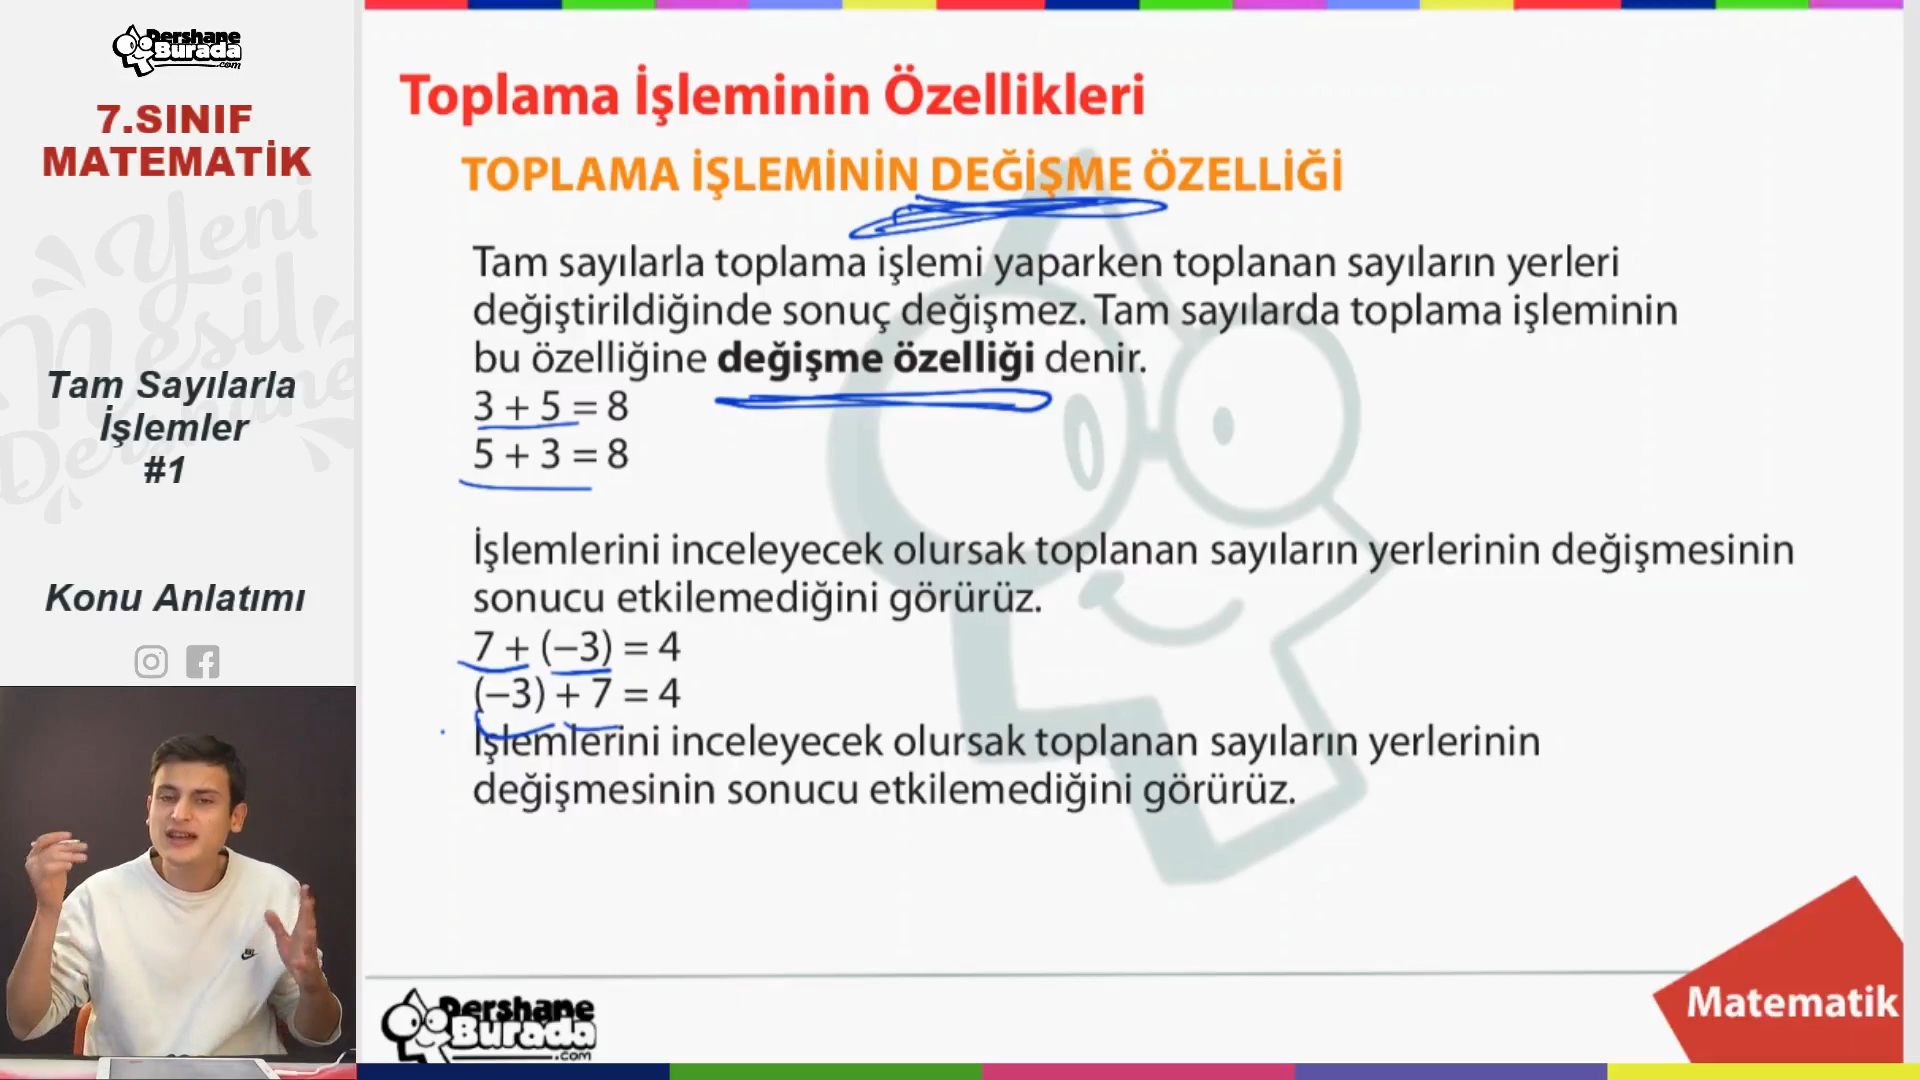 Dershane
Burada
.com
7.SINIF
MATEMATİK
Yeni
Nesil
Dershane
Tam Sayılarla
İşlemler
#1
Konu Anlatımı
Toplama İşleminin Özellikleri
TOPLAMA İŞLEMİNİN DEĞİŞME ÖZELLİĞİ
Tam sayılarla toplama işlemi yaparken toplanan sayıların yerleri
değiştirildiğinde sonuç değişmez. Tam sayılarda toplama işleminin
bu özelliğine değişme özelliği denir.
3 + 5 = 8
5 + 3 = 8
İşlemlerini inceleyecek olursak toplanan sayıların yerlerinin değişmesinin
sonucu etkilemediğini görürüz.
7 + (−3) = 4
(−3) + 7 = 4
İşlemlerini inceleyecek olursak toplanan sayıların yerlerinin
değişmesinin sonucu etkilemediğini görürüz.
Dershane
Burada
.com
Matematik